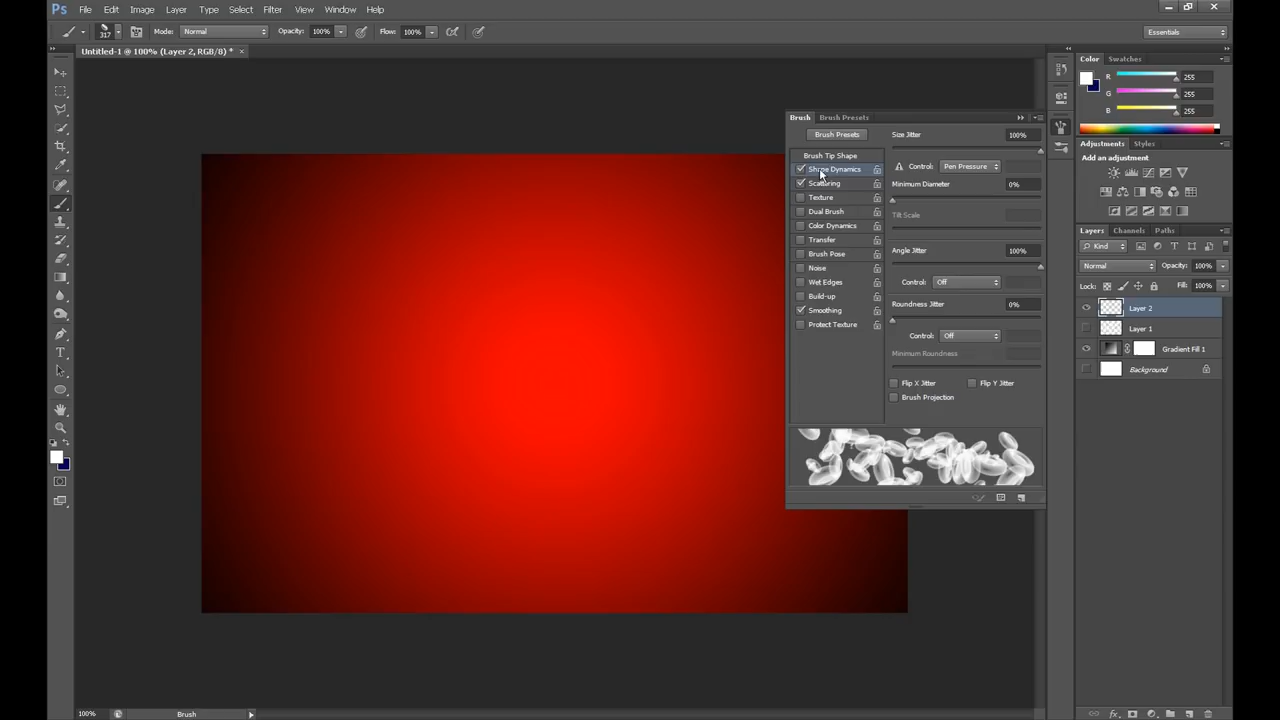 Ps File Edit Image Layer Type Select Filter View Window Help
317 Mode: Normal Opacity: 100% Flow: 100% Essentials
Untitled-1 @ 100% (Layer 2, RGB/8) * ×
Color Swatches
R 255
G 255
B 255
Brush Brush Presets
Brush Presets Size Jitter 100%
Adjustments Styles
Brush Tip Shape
Add an adjustment
Shape Dynamics Control: Pen Pressure
Scattering Minimum Diameter 0%
Texture
Dual Brush Tilt Scale
Color Dynamics
Layers Channels Paths
Transfer
Kind
Brush Pose Angle Jitter 100%
Normal Opacity: 100%
Noise
Wet Edges Control: Off
Lock: Fill: 100%
Build-up Roundness Jitter 0%
Layer 2
Smoothing
Protect Texture
Layer 1
Control: Off
Gradient Fill 1
Minimum Roundness
Background
Flip X Jitter Flip Y Jitter
Brush Projection
100% Brush
fx